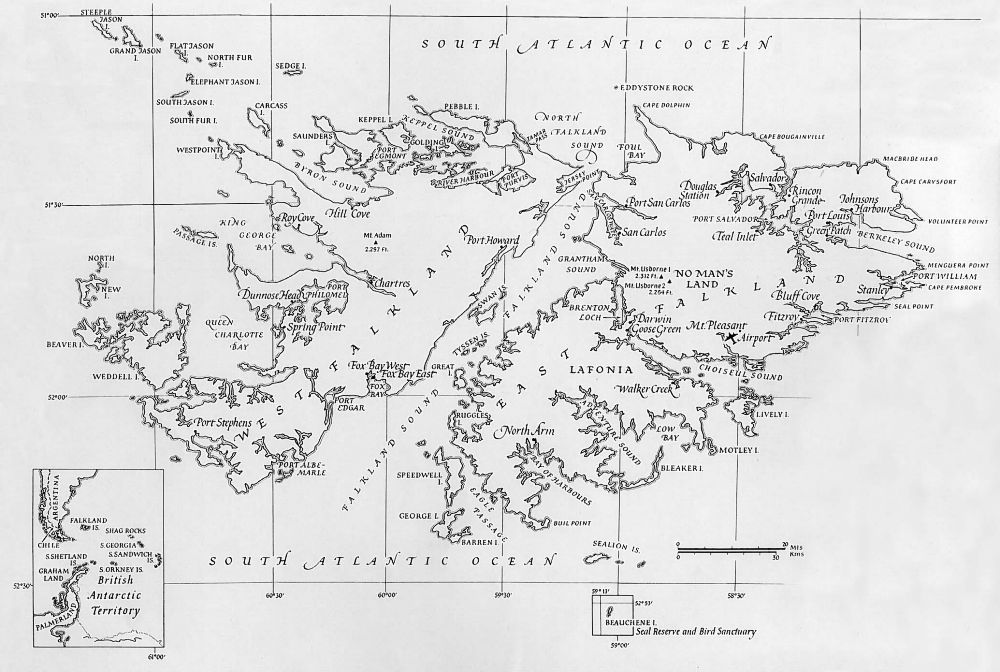 STEEPLE
JASON
I.
51°00'
GRAND JASON
I.
FLAT JASON
I.
NORTH FUR
I.
ELEPHANT JASON I.
SEDGE I.
SOUTH JASON I.
SOUTH FUR I.
CARCASS
I.
SOUTH ATLANTIC OCEAN
EDDYSTONE ROCK
CAPE DOLPHIN
PEBBLE I.
KEPPEL I.
KEPPEL SOUND
SAUNDERS
I.
GOLDING
I.
PORT
EGMONT
TAMAR
PASS
NORTH
FALKLAND
SOUND
FOUL
BAY
CAPE BOUGAINVILLE
WESTPOINT
I.
BYRON SOUND
RIVER HARBOUR
PORT
PURVIS
JERSEY
POINT
MACBRIDE HEAD
CAPE CARYSFORT
Douglas
Station
Salvador
Rincon
Grande
Johnsons
Harbour
51°30'
Hill Cove
Roy Cove
KING
GEORGE
BAY
PASSAGE IS.
Port San Carlos
San Carlos
PORT SALVADOR
Teal Inlet
Port Louis
Green Patch
VOLUNTEER POINT
BERKELEY SOUND
Mt. Adam
2,297 Ft.
Port Howard
GRANTHAM
SOUND
Mt. Usborne 1
2,312 Ft.
Mt. Usborne 2
2,264 Ft.
NO MAN'S
LAND
MENGUERA POINT
PORT WILLIAM
CAPE PEMBROKE
Stanley
SEAL POINT
NORTH
I.
NEW
I.
Dunnose Head
PORT
PHILOMEL
Chartres
SWAN IS.
FALKLAND SOUND
BRENTON
LOCH
Bluff Cove
Fitzroy
PORT FITZROY
QUEEN
CHARLOTTE
BAY
Spring Point
Darwin
Goose Green
Mt. Pleasant
Airport
BEAVER I.
WEDDELL I.
TYSSEN IS.
WEST FALKLAND
EAST FALKLAND
LAFONIA
CHOISEUL SOUND
Fox Bay West
Fox Bay East
FOX
BAY
GREAT
I.
Walker Creek
52°00'
PORT
EDGAR
Port Stephens
RUGGLES
I.
LIVELY I.
North Arm
ADVENTURE SOUND
LOW
BAY
MOTLEY I.
PORT ALBE-
MARLE
FALKLAND SOUND
SPEEDWELL
I.
BAY OF HARBOURS
BLEAKER I.
EAGLE
PASSAGE
GEORGE I.
BARREN I.
BULL POINT
SEALION IS.
SOUTH ATLANTIC OCEAN
20
Mls
30
Kms
52°30'
60°00'
59°30'
58°30'
59°13'
52°53'
BEAUCHENE I.
Seal Reserve and Bird Sanctuary
59°00'
61°00'
ARGENTINA
CHILE
FALKLAND
IS.
SHAG ROCKS
S. GEORGIA
S. SANDWICH
IS.
S. SHETLAND
IS.
S. ORKNEY IS.
GRAHAM
LAND
British
Antarctic
Territory
PALMERLAND